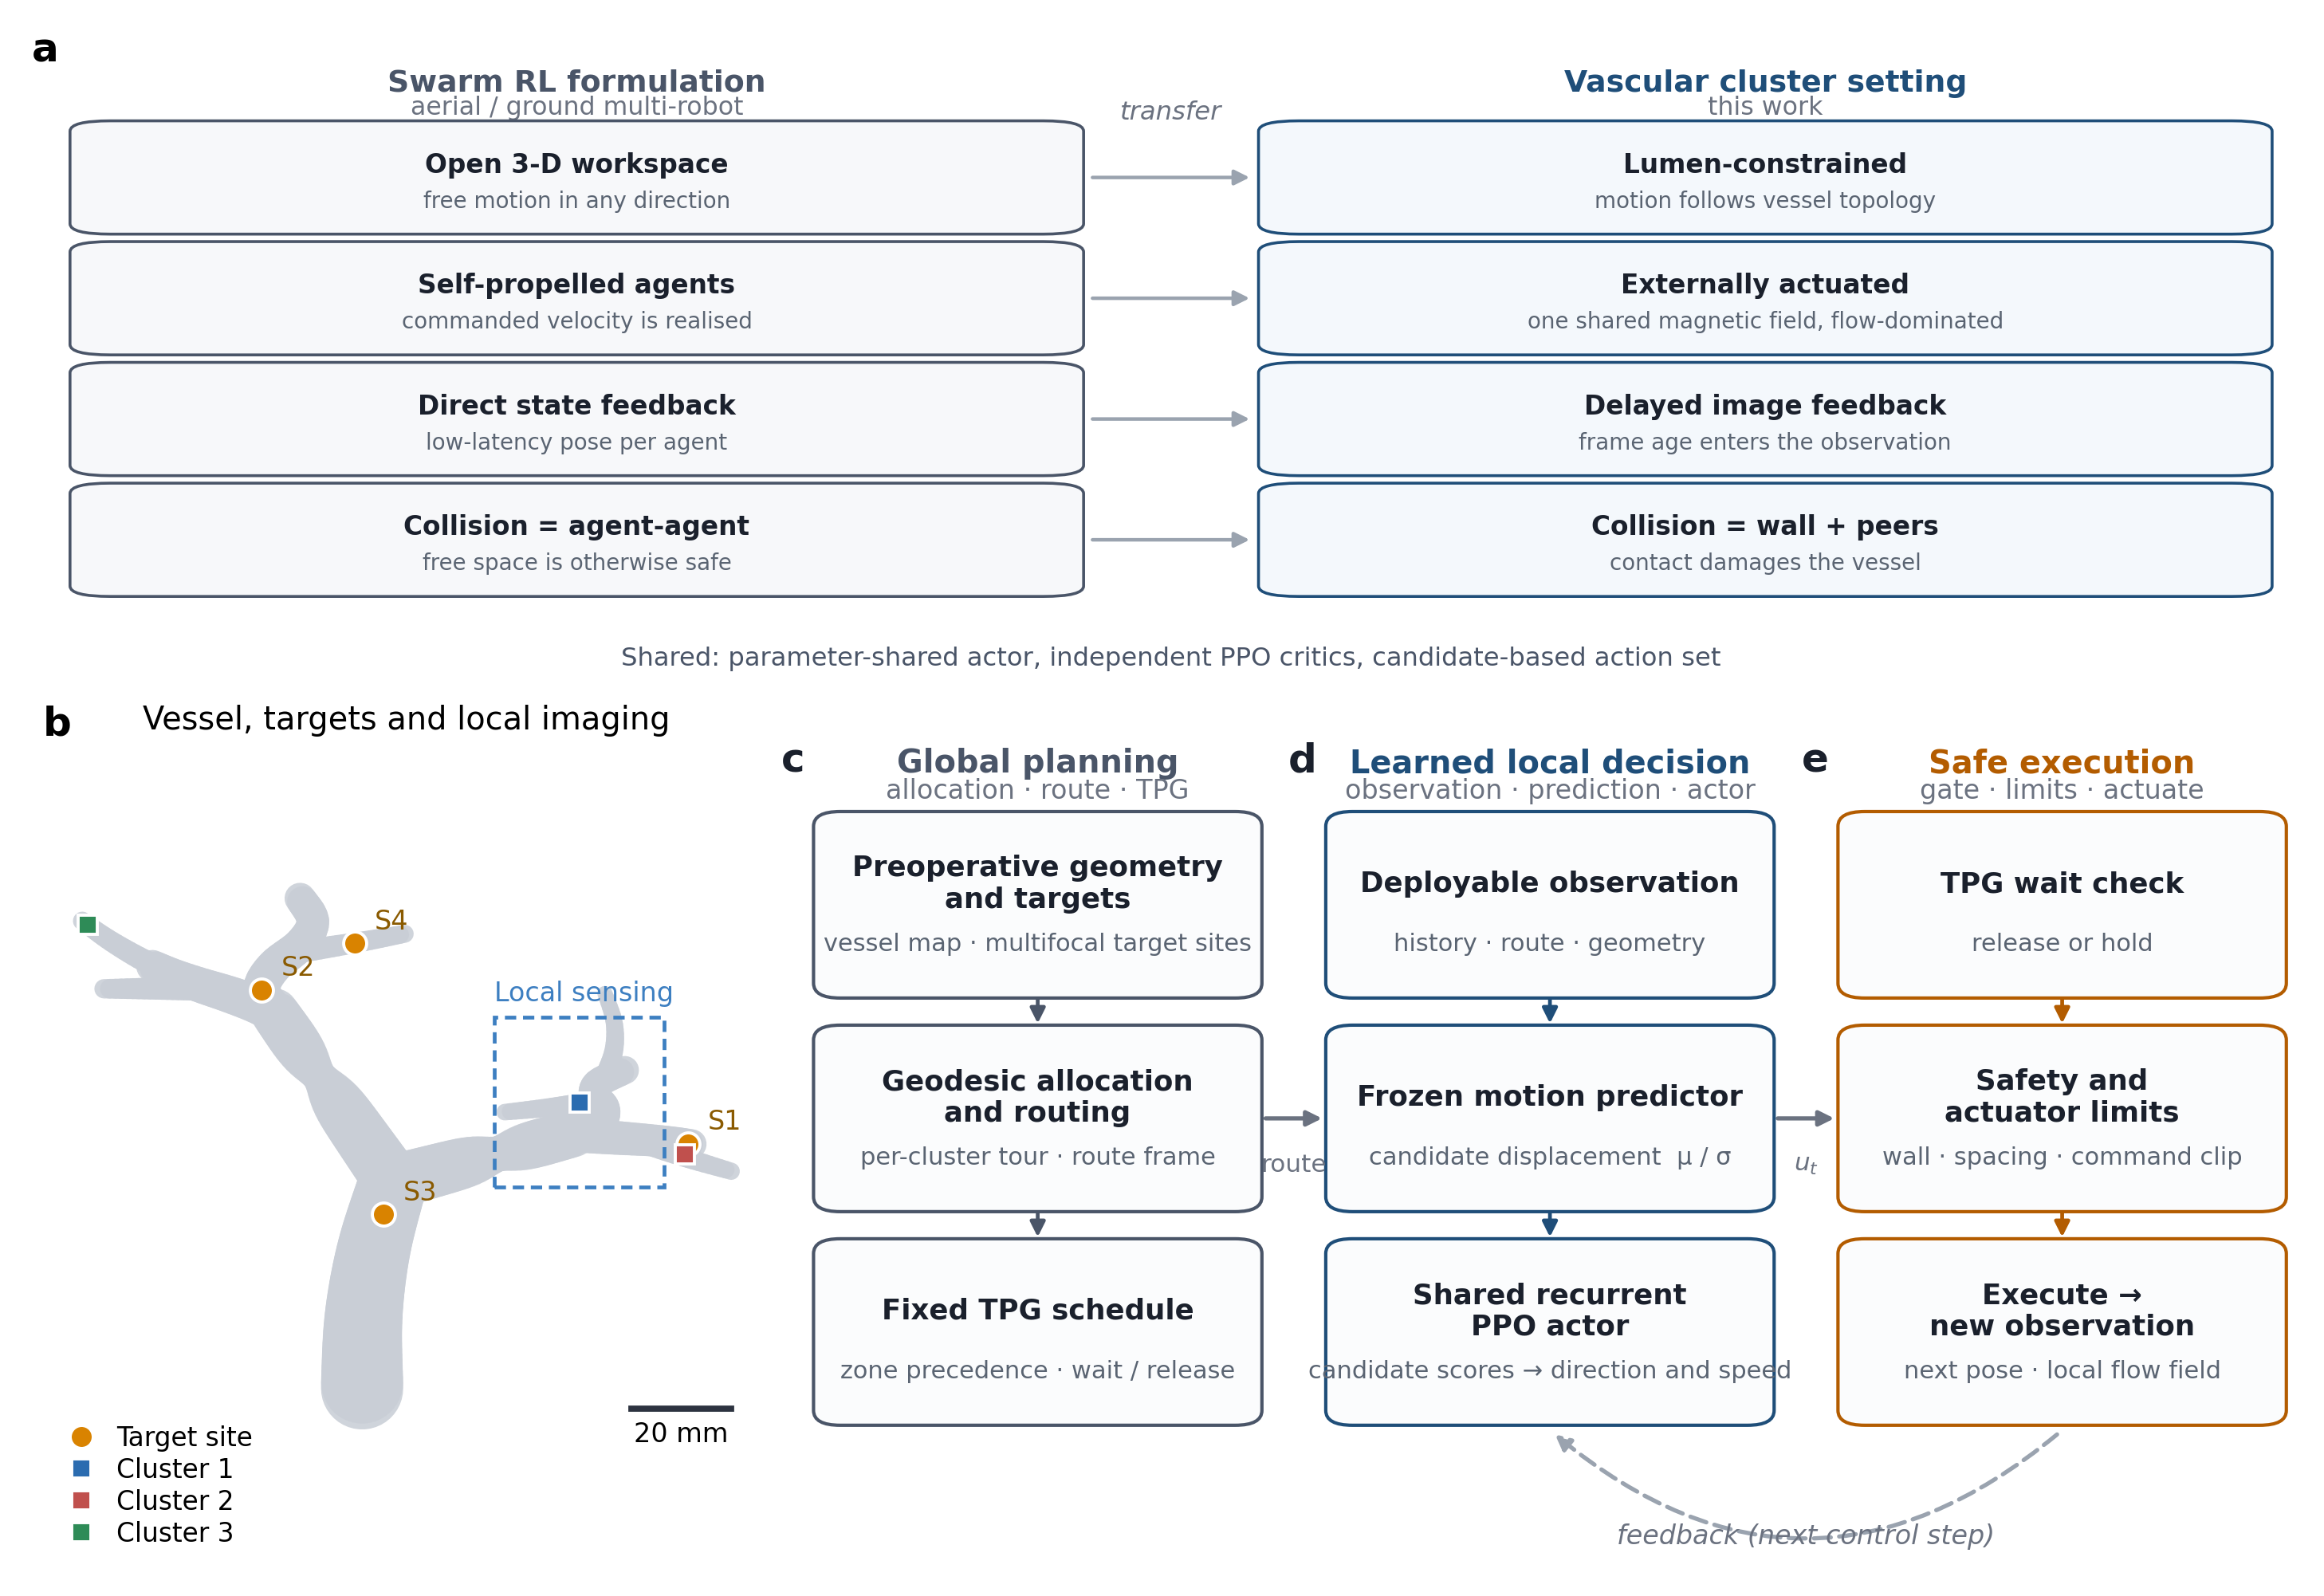 a
Swarm RL formulation
aerial / ground multi-robot
transfer
Vascular cluster setting
this work
Open 3-D workspace
free motion in any direction
Lumen-constrained
motion follows vessel topology
Self-propelled agents
commanded velocity is realised
Externally actuated
one shared magnetic field, flow-dominated
Direct state feedback
low-latency pose per agent
Delayed image feedback
frame age enters the observation
Collision = agent-agent
free space is otherwise safe
Collision = wall + peers
contact damages the vessel
Shared: parameter-shared actor, independent PPO critics, candidate-based action set
b
Vessel, targets and local imaging
S4
S2
Local sensing
S1
S3
20 mm
Target site
Cluster 1
Cluster 2
Cluster 3
c
Global planning
allocation · route · TPG
Preoperative geometry
and targets
vessel map · multifocal target sites
Geodesic allocation
and routing
per-cluster tour · route frame
Fixed TPG schedule
zone precedence · wait / release
route
d
Learned local decision
observation · prediction · actor
Deployable observation
history · route · geometry
Frozen motion predictor
candidate displacement μ / σ
Shared recurrent
PPO actor
candidate scores → direction and speed
u_t
e
Safe execution
gate · limits · actuate
TPG wait check
release or hold
Safety and
actuator limits
wall · spacing · command clip
Execute →
new observation
next pose · local flow field
feedback (next control step)